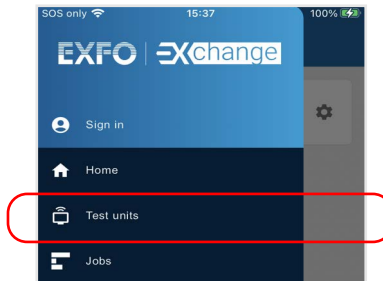 SOS only 15:37 100%
EXFO | EXchange
Sign in
Home
Test units
Jobs